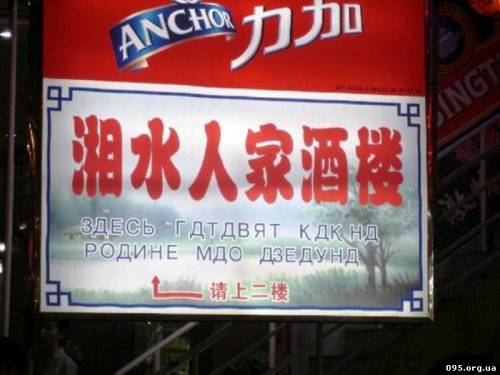 ANCHOR 力加
湘水人家酒楼
ЗДЕСЬ ГДТДВЯТ КДК НД
РОДИНЕ МДО ДЗЕДУНД
请上二楼
095.org.ua